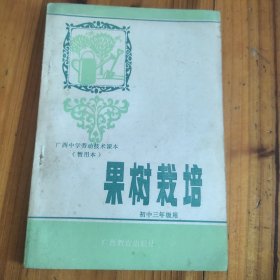 广西中学劳动技术课本
（暂用本）
果树栽培
初中三年级用
广西教育出版社